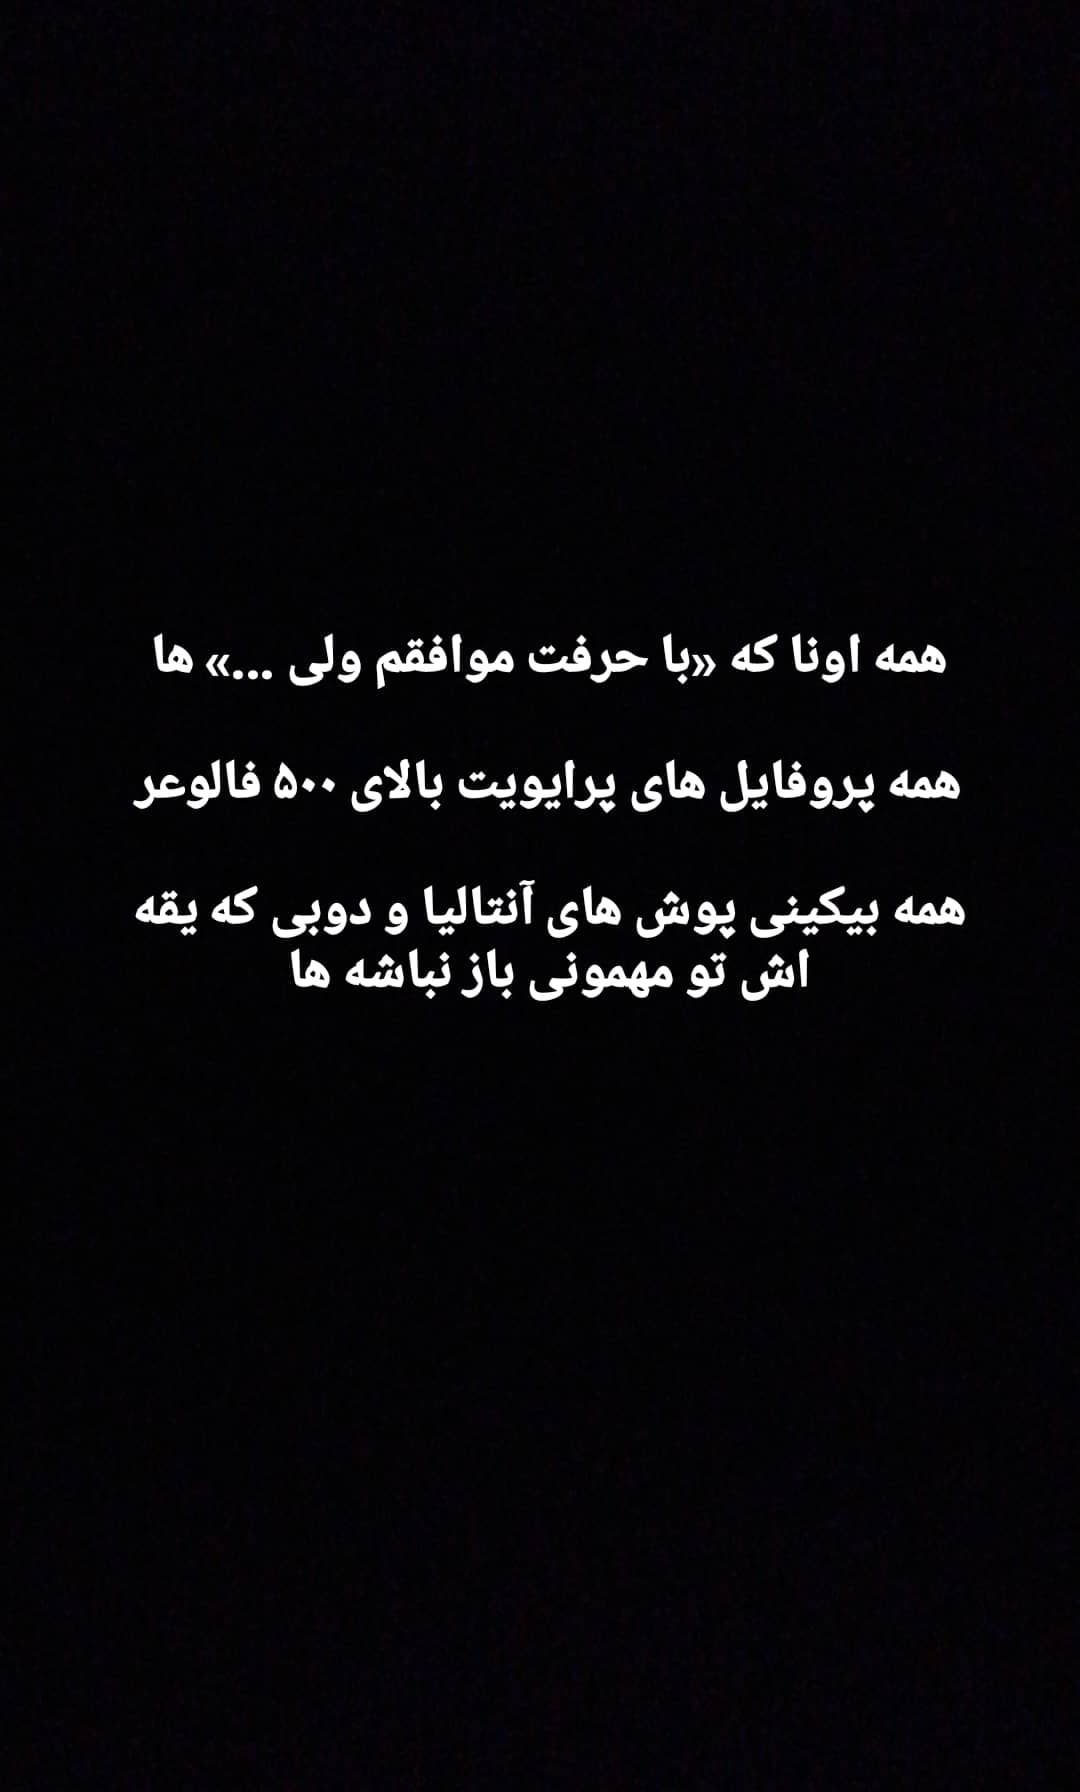 همه اونا که «با حرفت موافقم ولی ...» ها
همه پروفایل های پرایویت بالای ۵۰۰ فالوعر
همه بیکینی پوش های آنتالیا و دوبی که یقه
اش تو مهمونی باز نباشه ها